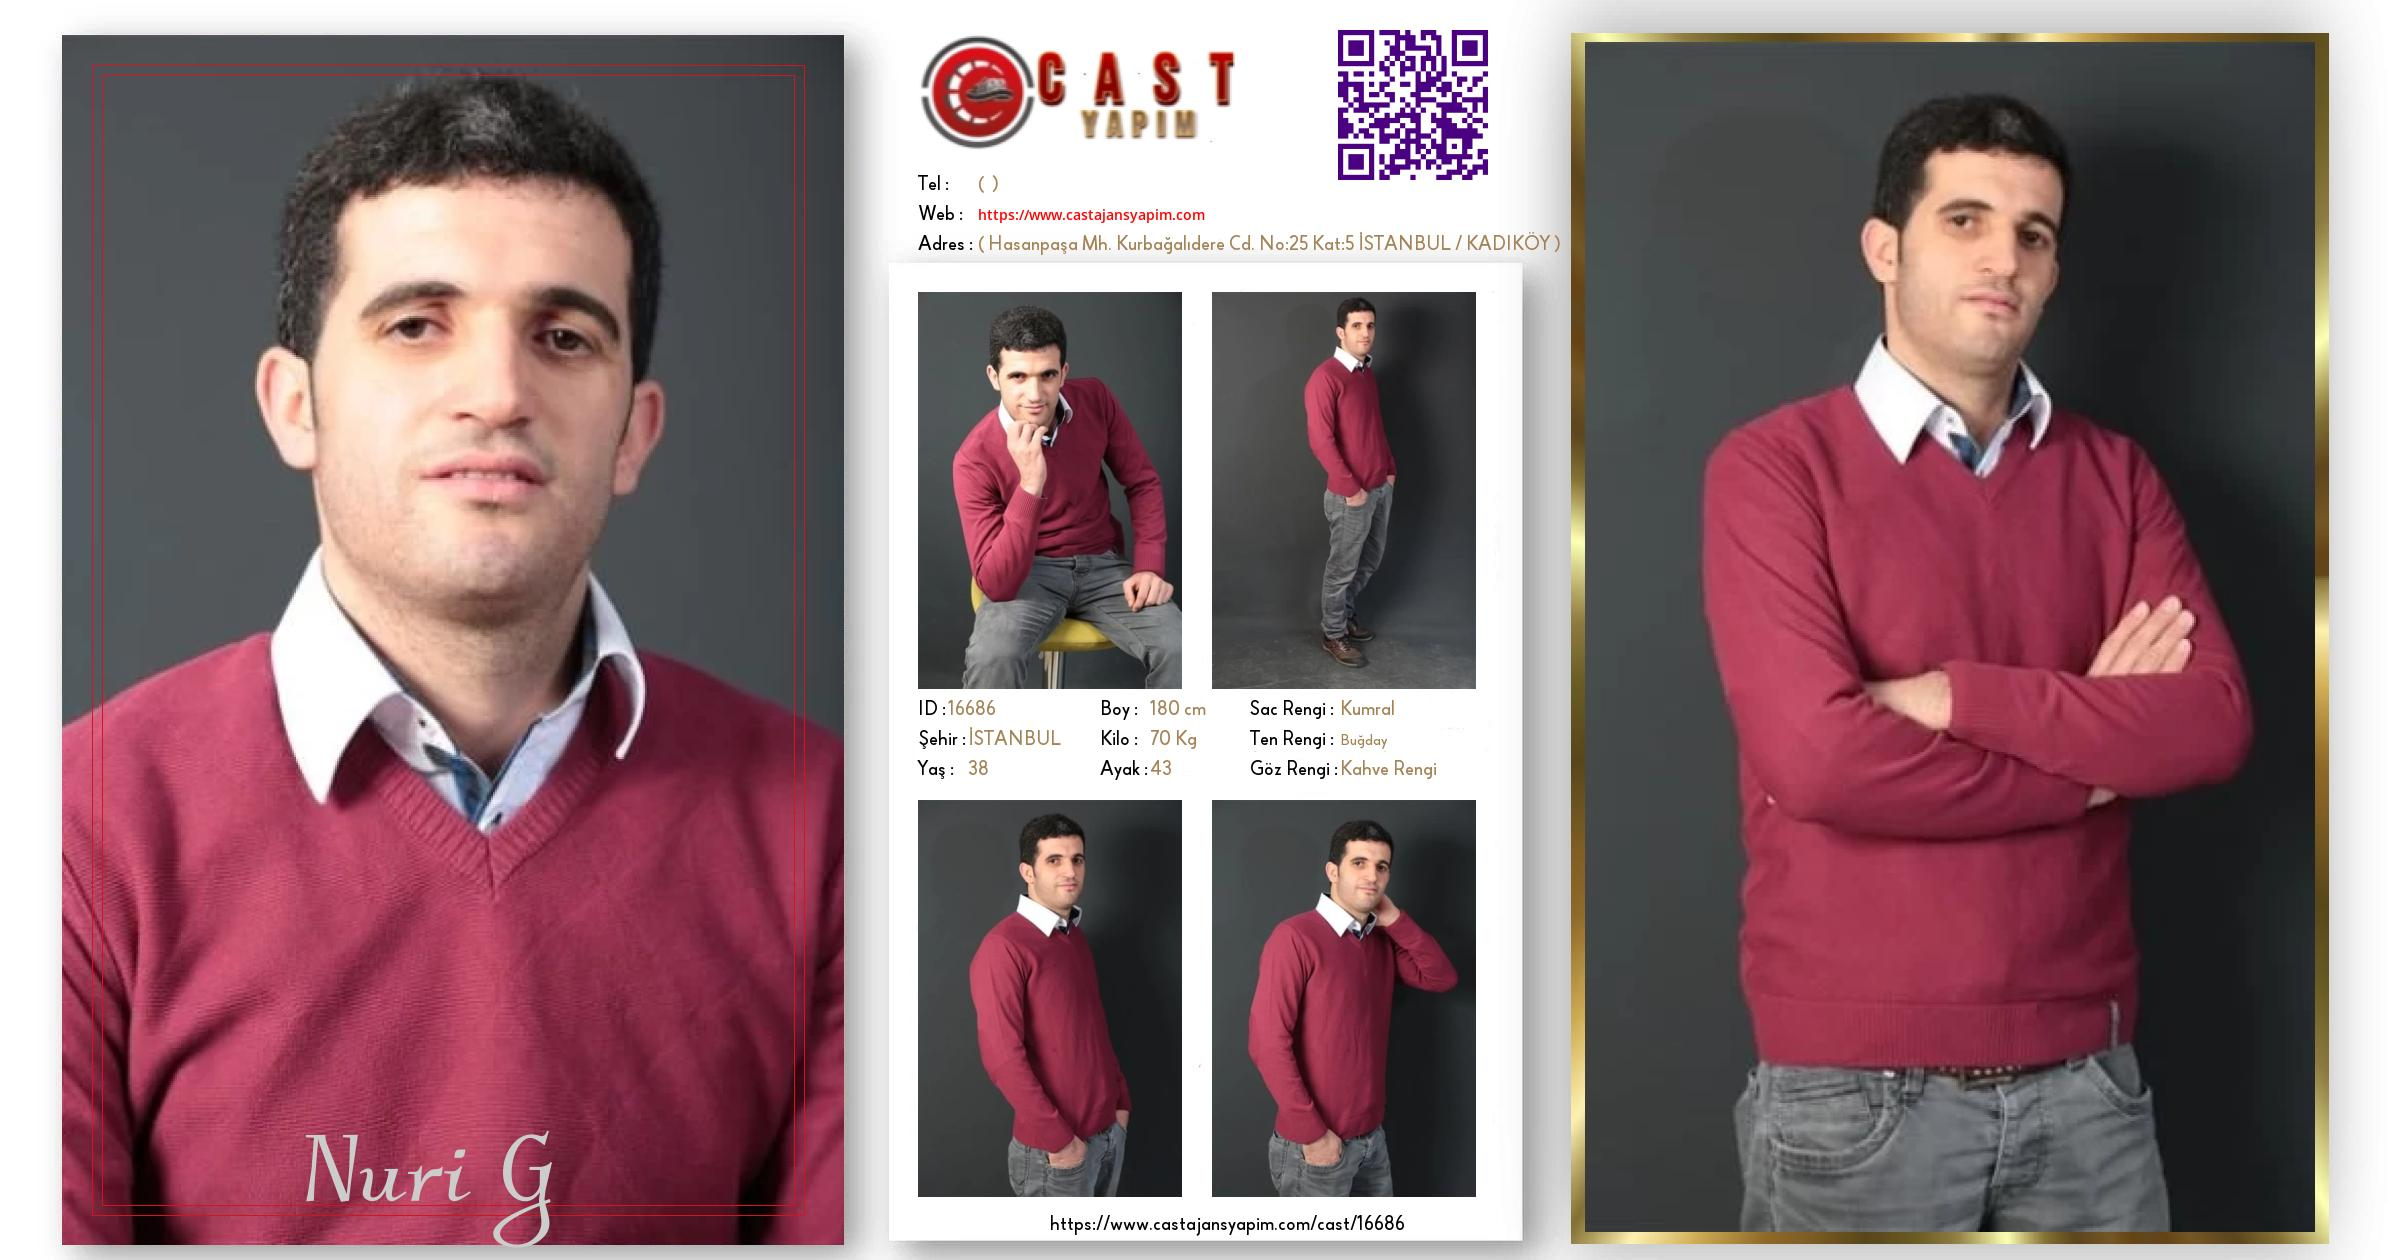 Nuri G
CAST
YAPIM
Tel : ( )
Web : https://www.castajansyapim.com
Adres : ( Hasanpaşa Mh. Kurbağalıdere Cd. No:25 Kat:5 İSTANBUL / KADIKÖY )
ID : 16686 Boy : 180 cm Sac Rengi : Kumral
Şehir : İSTANBUL Kilo : 70 Kg Ten Rengi : Buğday
Yaş : 38 Ayak : 43 Göz Rengi : Kahve Rengi
https://www.castajansyapim.com/cast/16686